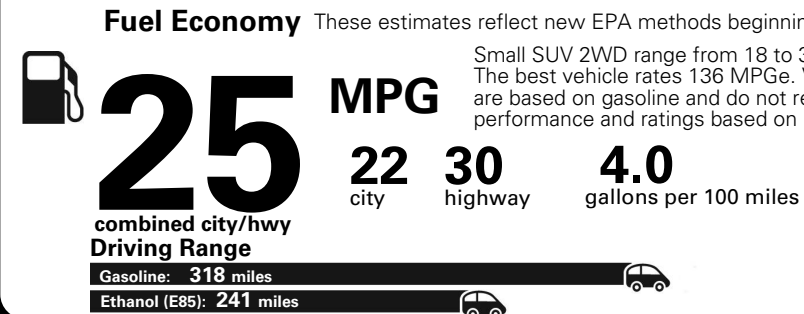 Fuel Economy These estimates reflect new EPA methods
Small SUV 2WD range from 18 to
The best vehicle rates 136 MPGe.
are based on gasoline and do not
performance and ratings based on
25 MPG
22 30 4.0
city highway gallons per 100 miles
combined city/hwy
Driving Range
Gasoline: 318 miles
Ethanol (E85): 241 miles